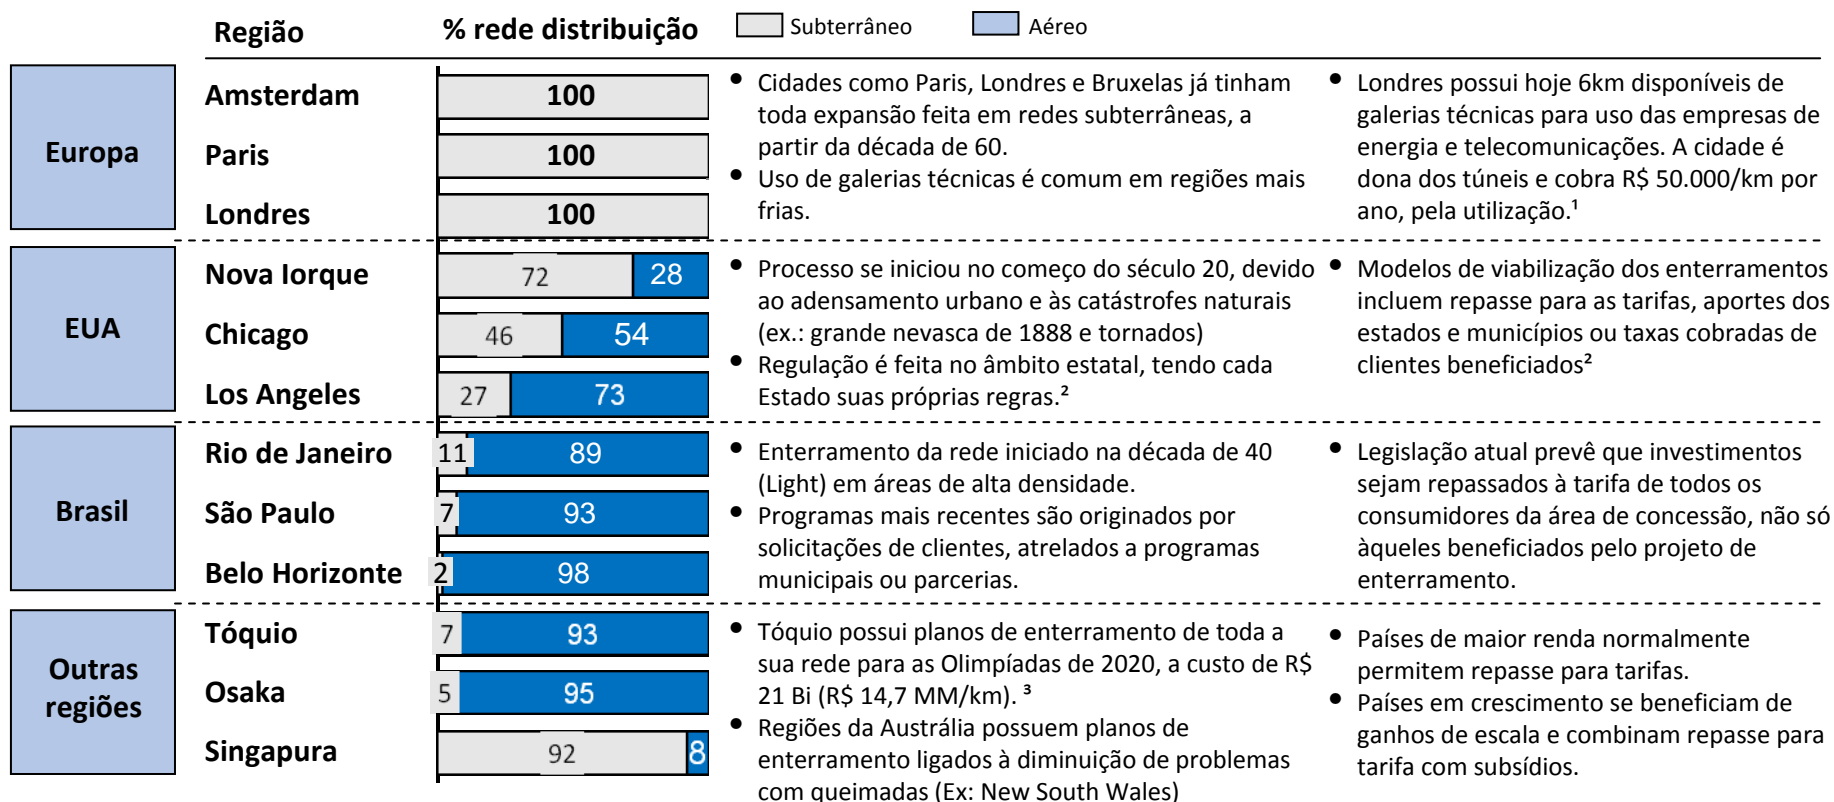 Região
% rede distribuição
Subterrâneo
Aéreo
Europa
Amsterdam
100
Paris
100
Londres
100
• Cidades como Paris, Londres e Bruxelas já tinham
toda expansão feita em redes subterrâneas, a
partir da década de 60.
• Uso de galerias técnicas é comum em regiões mais
frias.
• Londres possui hoje 6km disponíveis de
galerias técnicas para uso das empresas de
energia e telecomunicações. A cidade é
dona dos túneis e cobra R$ 50.000/km por
ano, pela utilização.¹
EUA
Nova Iorque
72
28
Chicago
46
54
Los Angeles
27
73
• Processo se iniciou no começo do século 20, devido
ao adensamento urbano e às catástrofes naturais
(ex.: grande nevasca de 1888 e tornados)
• Regulação é feita no âmbito estatal, tendo cada
Estado suas próprias regras.²
• Modelos de viabilização dos enterramentos
incluem repasse para as tarifas, aportes dos
estados e municípios ou taxas cobradas de
clientes beneficiados²
Brasil
Rio de Janeiro
11
89
São Paulo
7
93
Belo Horizonte
2
98
• Enterramento da rede iniciado na década de 40
(Light) em áreas de alta densidade.
• Programas mais recentes são originados por
solicitações de clientes, atrelados a programas
municipais ou parcerias.
• Legislação atual prevê que investimentos
sejam repassados à tarifa de todos os
consumidores da área de concessão, não só
àqueles beneficiados pelo projeto de
enterramento.
Outras
regiões
Tóquio
7
93
Osaka
5
95
Singapura
92
8
• Tóquio possui planos de enterramento de toda a
sua rede para as Olimpíadas de 2020, a custo de R$
21 Bi (R$ 14,7 MM/km). ³
• Regiões da Austrália possuem planos de
enterramento ligados à diminuição de problemas
com queimadas (Ex: New South Wales)
• Países de maior renda normalmente
permitem repasse para tarifas.
• Países em crescimento se beneficiam de
ganhos de escala e combinam repasse para
tarifa com subsídios.